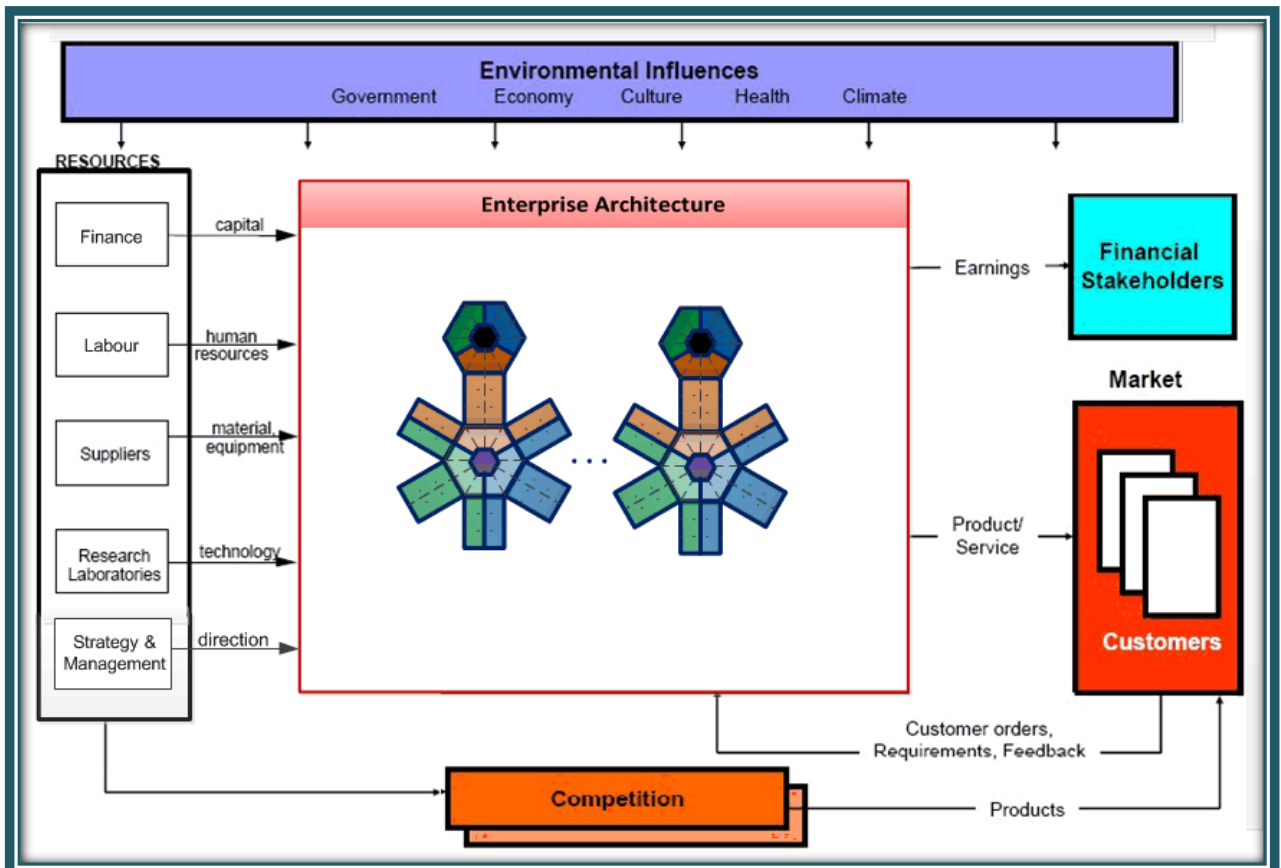 Environmental Influences
Government Economy Culture Health Climate
RESOURCES
Finance
capital
Labour
human
resources
Suppliers
material,
equipment
Research
Laboratories
technology
Strategy &
Management
direction
Enterprise Architecture
...
Earnings
Financial
Stakeholders
Market
Product/
Service
Customers
Customer orders,
Requirements, Feedback
Competition
Products